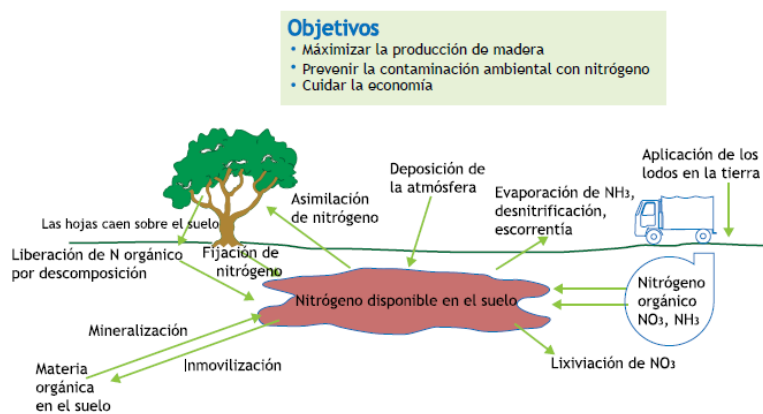 Objetivos
• Máximizar la producción de madera
• Prevenir la contaminación ambiental con nitrógeno
• Cuidar la economía
Deposición de
la atmósfera
Aplicación de los
lodos en la tierra
Asimilación
de nitrógeno
Evaporación de NH₃,
desnitrificación,
escorrentía
Las hojas caen sobre el suelo
Liberación de N orgánico
por descomposición
Fijación de
nitrógeno
Nitrógeno disponible en el suelo
Nitrógeno
orgánico
NO₃, NH₃
Mineralización
Inmovilización
Lixiviación de NO₃
Materia
orgánica
en el suelo